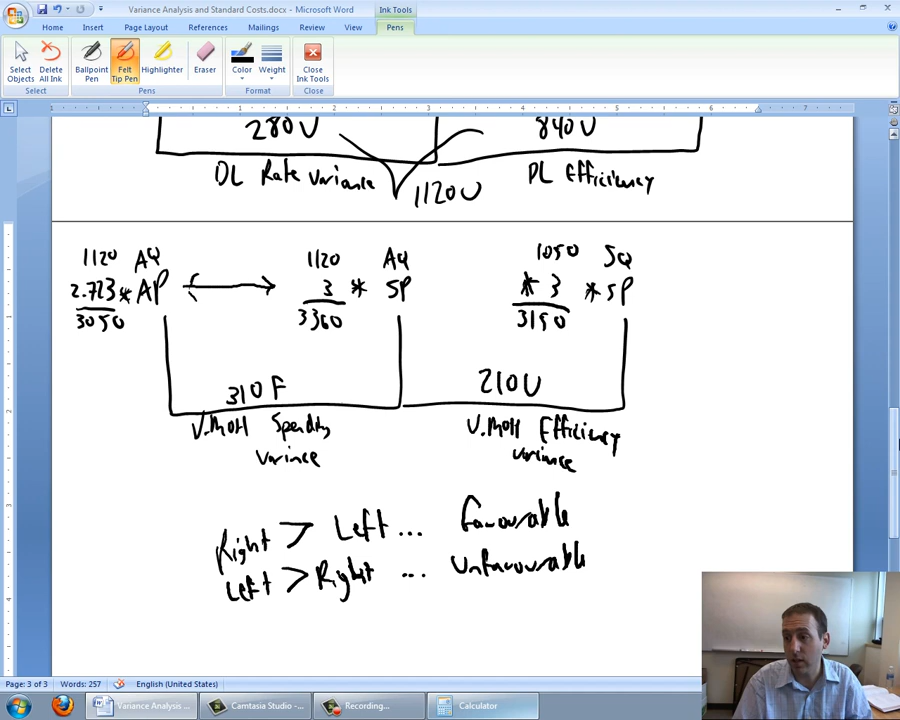 Variance Analysis and Standard Costs.docx - Microsoft Word
Ink Tools
Home Insert Page Layout References Mailings Review View Pens
Select Objects
Delete All Ink
Ballpoint Pen
Felt Tip Pen
Highlighter
Eraser
Color
Weight
Close Ink Tools
Select Pens Format Close
280U 840U
DL Rate Variance DL Efficiency
1120U
1120 AQ 1120 AQ 1050 SQ
2.723 * AP 3 * SP * 3 * SP
3050 3360 3150
310 F 210U
V.MOH Spending variance
V.MOH Efficiency variance
Right > Left ... Favourable
Left > Right ... Unfavourable
Page: 3 of 3 Words: 257 English (United States)
Variance Analysis ... Camtasia Studio -... Recording... Calculator